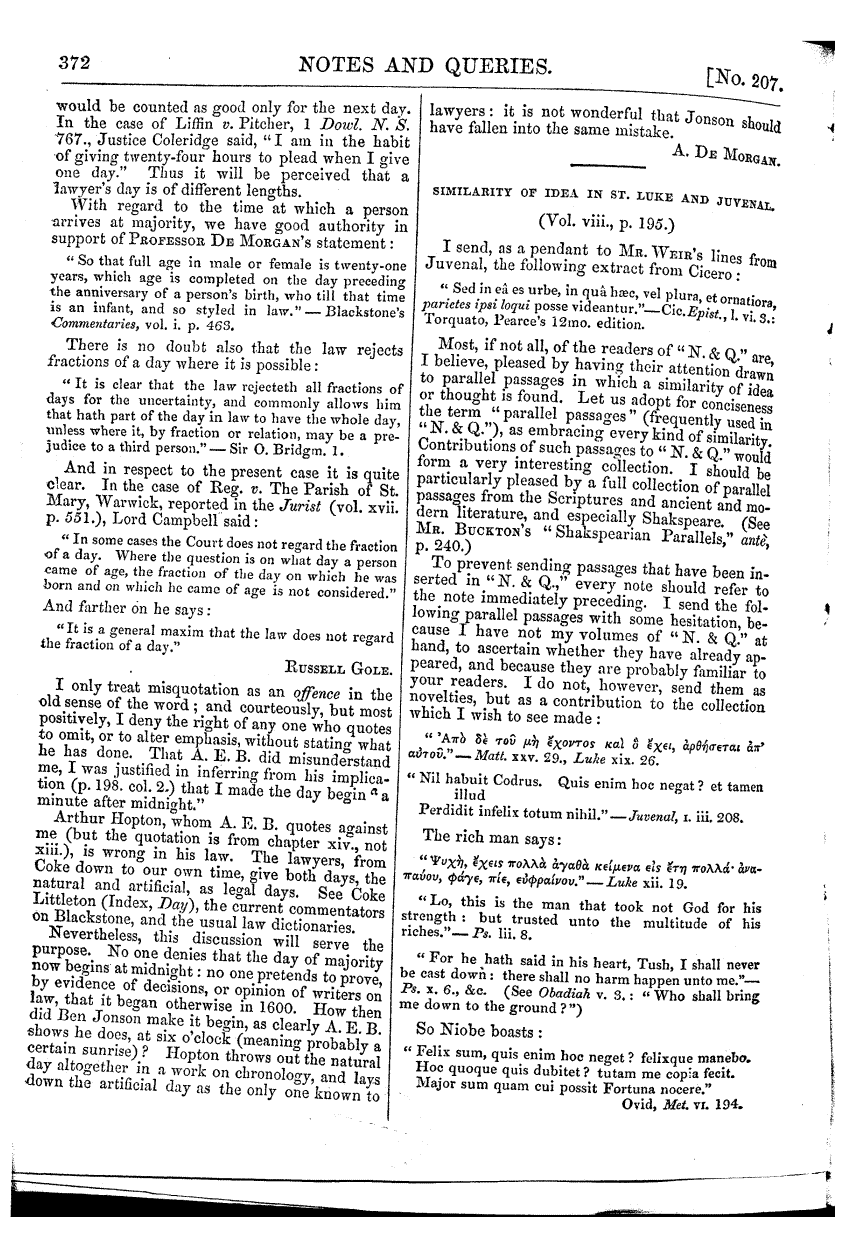 372 NOTES AND QUERIES. [No. 207.
would be counted as good only for the next day.
In the case of Liffin v. Pitcher, 1 Dowl. N. S.
767., Justice Coleridge said, "I am in the habit
of giving twenty-four hours to plead when I give
one day." Thus it will be perceived that a
lawyer's day is of different lengths.
With regard to the time at which a person
arrives at majority, we have good authority in
support of PROFESSOR DE MORGAN's statement:
"So that full age in male or female is twenty-one
years, which age is completed on the day preceding
the anniversary of a person's birth, who till that time
is an infant, and so styled in law."—Blackstone's
Commentaries, vol. i. p. 463.
There is no doubt also that the law rejects
fractions of a day where it is possible:
"It is clear that the law rejecteth all fractions of
days for the uncertainty, and commonly allows him
that hath part of the day in law to have the whole day,
unless where it, by fraction or relation, may be a pre-
judice to a third person."—Sir O. Bridgm. 1.
And in respect to the present case it is quite
clear. In the case of Reg. v. The Parish of St.
Mary, Warwick, reported in the Jurist (vol. xvii.
p. 551.), Lord Campbell said:
"In some cases the Court does not regard the fraction
of a day. Where the question is on what day a person
came of age, the fraction of the day on which he was
born and on which he came of age is not considered."
And farther on he says:
"It is a general maxim that the law does not regard
the fraction of a day."
RUSSELL GOLE.
I only treat misquotation as an offence in the
old sense of the word; and courteously, but most
positively, I deny the right of any one who quotes
to omit, or to alter emphasis, without stating what
he has done. That A. E. B. did misunderstand
me, I was justified in inferring from his implica-
tion (p. 198. col. 2.) that I made the day begin "a
minute after midnight."
Arthur Hopton, whom A. E. B. quotes against
me (but the quotation is from chapter xiv., not
xiii.), is wrong in his law. The lawyers, from
Coke down to our own time, give both days, the
natural and artificial, as legal days. See Coke
Littleton (Index, Day), the current commentators
on Blackstone, and the usual law dictionaries.
Nevertheless, this discussion will serve the
purpose. No one denies that the day of majority
now begins at midnight: no one pretends to prove,
by evidence of decisions, or opinion of writers on
law, that it began otherwise in 1600. How then
did Ben Jonson make it begin, as clearly A. E. B.
shows he does, at six o'clock (meaning probably a
certain sunrise)? Hopton throws out the natural
day altogether in a work on chronology, and lays
down the artificial day as the only one known to
lawyers: it is not wonderful that Jonson should
have fallen into the same mistake.
A. DE MORGAN.
SIMILARITY OF IDEA IN ST. LUKE AND JUVENAL.
(Vol. viii., p. 195.)
I send, as a pendant to MR. WEIR's lines from
Juvenal, the following extract from Cicero:
"Sed in eâ es urbe, in quâ hæc, vel plura, et ornatiora,
parietes ipsi loqui posse videantur."—Cic. Epist., l. vi. 3.:
Torquato, Pearce's 12mo. edition.
Most, if not all, of the readers of "N. & Q." are,
I believe, pleased by having their attention drawn
to parallel passages in which a similarity of idea
or thought is found. Let us adopt for conciseness
the term "parallel passages" (frequently used in
"N. & Q."), as embracing every kind of similarity.
Contributions of such passages to "N. & Q." would
form a very interesting collection. I should be
particularly pleased by a full collection of parallel
passages from the Scriptures and ancient and mo-
dern literature, and especially Shakspeare. (See
MR. BUCKTON's "Shakspearian Parallels," antè,
p. 240.)
To prevent sending passages that have been in-
serted in "N. & Q.," every note should refer to
the note immediately preceding. I send the fol-
lowing parallel passages with some hesitation, be-
cause I have not my volumes of "N. & Q." at
hand, to ascertain whether they have already ap-
peared, and because they are probably familiar to
your readers. I do not, however, send them as
novelties, but as a contribution to the collection
which I wish to see made:
"Ἀπὸ δὲ τοῦ μὴ ἔχοντος καὶ ὃ ἔχει, ἀρθήσεται ἀπ'
αὐτοῦ."—Matt. xxv. 29., Luke xix. 26.
"Nil habuit Codrus. Quis enim hoc negat? et tamen
illud
Perdidit infelix totum nihil."—Juvenal, I. iii. 208.
The rich man says:
"Ψυχὴ, ἔχεις πολλὰ ἀγαθὰ κείμενα εἰς ἔτη πολλά· ἀνα-
παύου, φάγε, πίε, εὐφραίνου."—Luke xii. 19.
"Lo, this is the man that took not God for his
strength: but trusted unto the multitude of his
riches."—Ps. lii. 8.
"For he hath said in his heart, Tush, I shall never
be cast down: there shall no harm happen unto me."—
Ps. x. 6., &c. (See Obadiah v. 3.: "Who shall bring
me down to the ground?")
So Niobe boasts:
"Felix sum, quis enim hoc neget? felixque manebo.
Hoc quoque quis dubitet? tutam me copia fecit.
Major sum quam cui possit Fortuna nocere."
Ovid, Met. VI. 194.